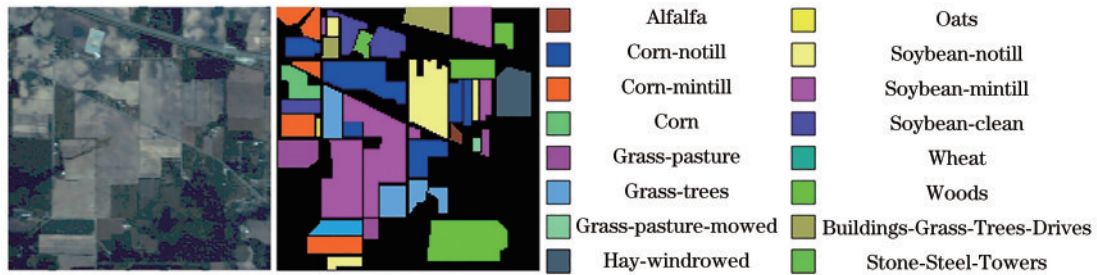 Alfalfa
Oats
Corn-notill
Soybean-notill
Corn-mintill
Soybean-mintill
Corn
Soybean-clean
Grass-pasture
Wheat
Grass-trees
Woods
Grass-pasture-mowed
Buildings-Grass-Trees-Drives
Hay-windrowed
Stone-Steel-Towers